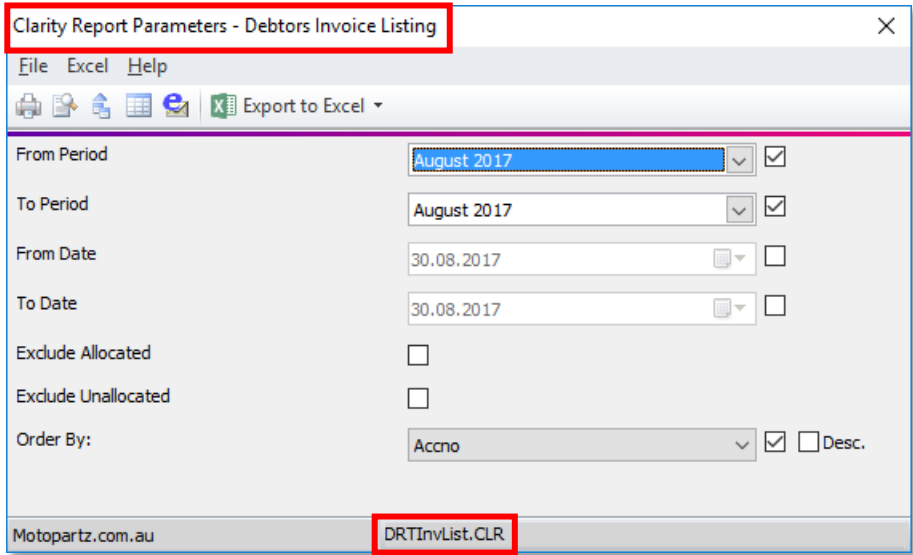 Clarity Report Parameters - Debtors Invoice Listing
File Excel Help
Export to Excel
From Period August 2017
To Period August 2017
From Date 30.08.2017
To Date 30.08.2017
Exclude Allocated
Exclude Unallocated
Order By: Accno Desc.
Motopartz.com.au DRTInvList.CLR